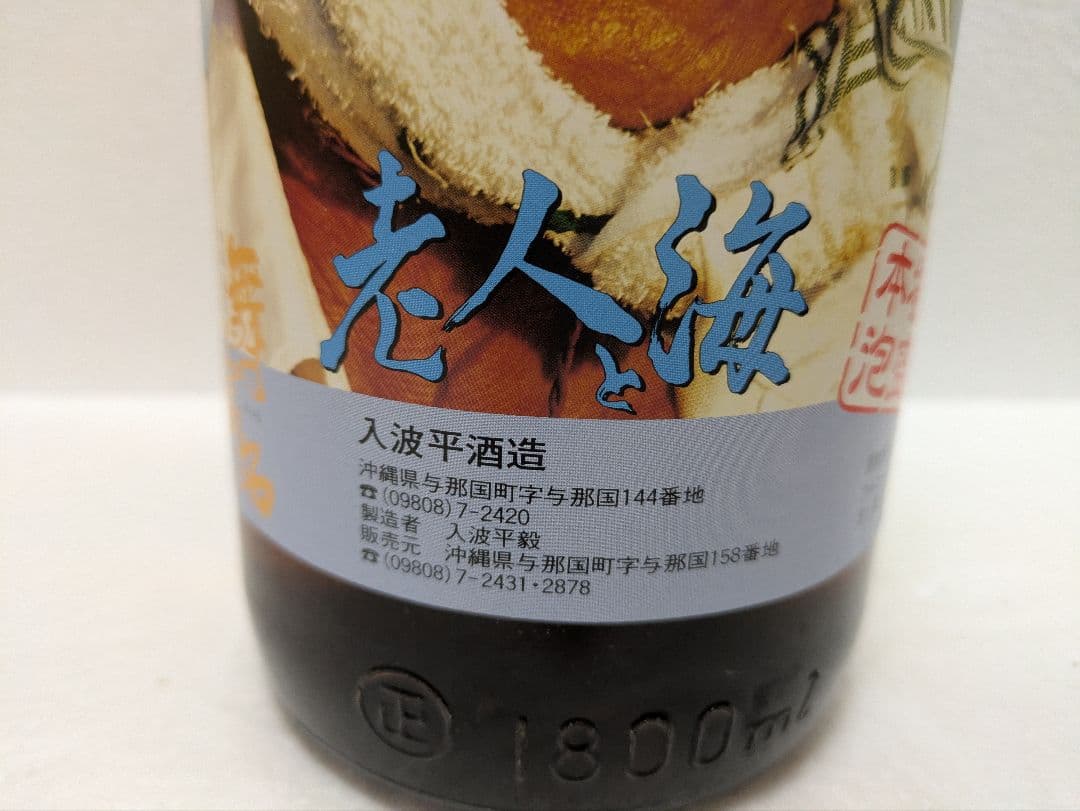 老人と海
本
泡
入波平酒造
沖縄県与那国町字与那国144番地
☎(09808)7-2420
製造者 入波平毅
販売元 沖縄県与那国町字与那国158番地
☎(09808)7-2431・2878
正 1800ml